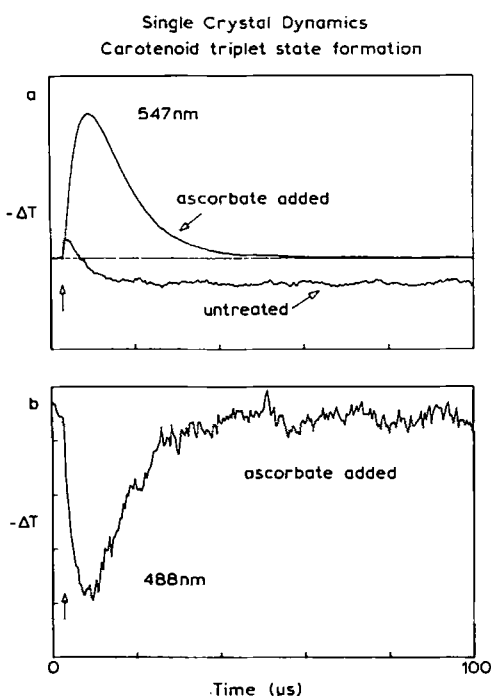 Single Crystal Dynamics
Carotenoid triplet state formation
a
547nm
ascorbate added
-ΔT
untreated
b
ascorbate added
-ΔT
488nm
0
100
Time (μs)